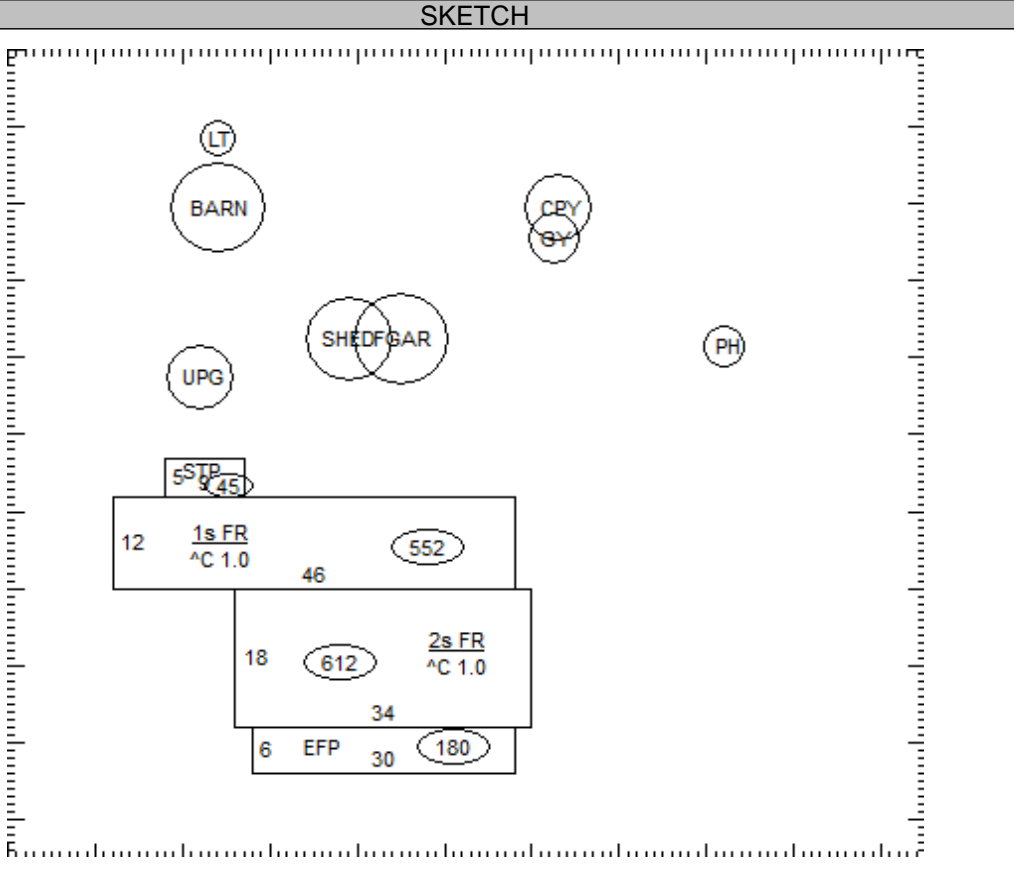 SKETCH
LT
BARN
CPY
GY
SHED
FGAR
PH
UPG
STP
5
9
45
12
1s FR
^C 1.0
552
46
18
612
2s FR
^C 1.0
34
6
EFP
30
180